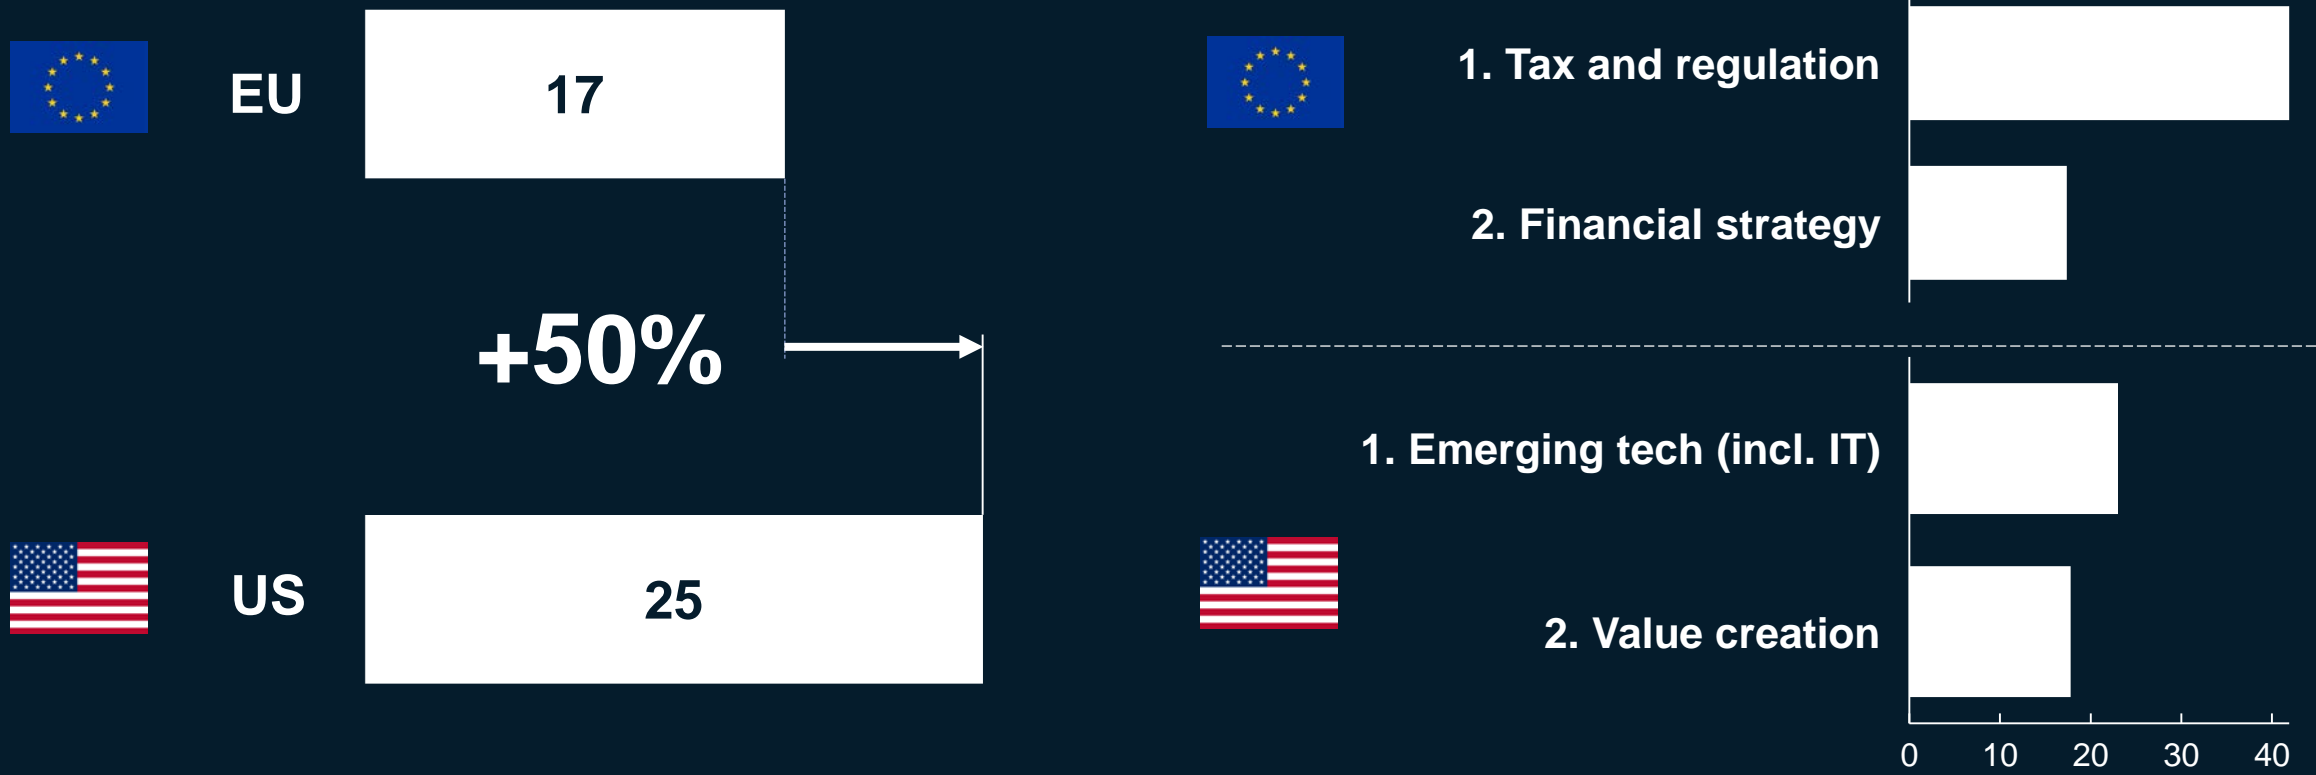 EU
17
+50%
US
25
1. Tax and regulation
2. Financial strategy
1. Emerging tech (incl. IT)
2. Value creation
0 10 20 30 40